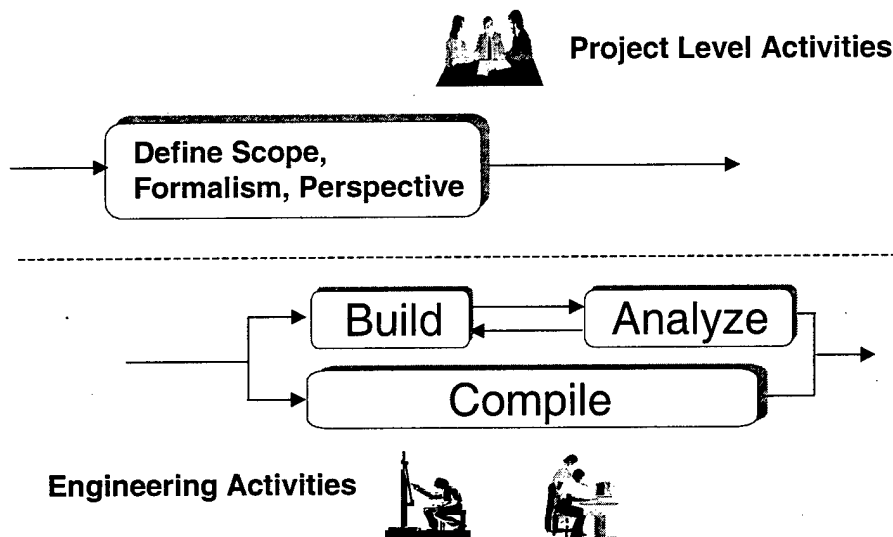 Project Level Activities
Define Scope,
Formalism, Perspective
Build
Analyze
Compile
Engineering Activities